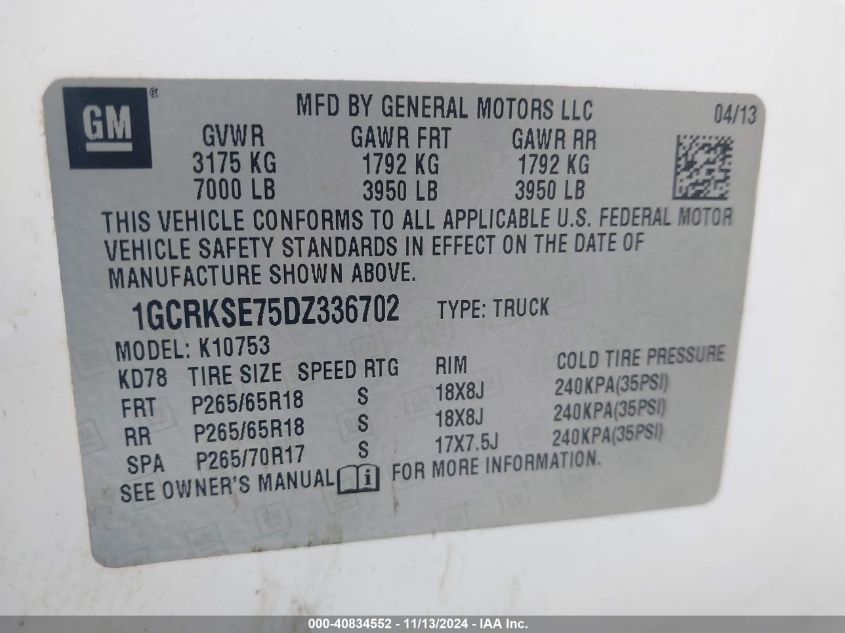 GM ®
MFD BY GENERAL MOTORS LLC 04/13
GVWR GAWR FRT GAWR RR
3175 KG 1792 KG 1792 KG
7000 LB 3950 LB 3950 LB
THIS VEHICLE CONFORMS TO ALL APPLICABLE U.S. FEDERAL MOTOR
VEHICLE SAFETY STANDARDS IN EFFECT ON THE DATE OF
MANUFACTURE SHOWN ABOVE.
1GCRKSE75DZ336702 TYPE: TRUCK
MODEL: K10753
KD78 TIRE SIZE SPEED RTG RIM COLD TIRE PRESSURE
FRT P265/65R18 S 18X8J 240KPA(35PSI)
RR P265/65R18 S 18X8J 240KPA(35PSI)
SPA P265/70R17 S 17X7.5J 240KPA(35PSI)
SEE OWNER'S MANUAL i FOR MORE INFORMATION.
000-40834552 - 11/13/2024 - IAA Inc.